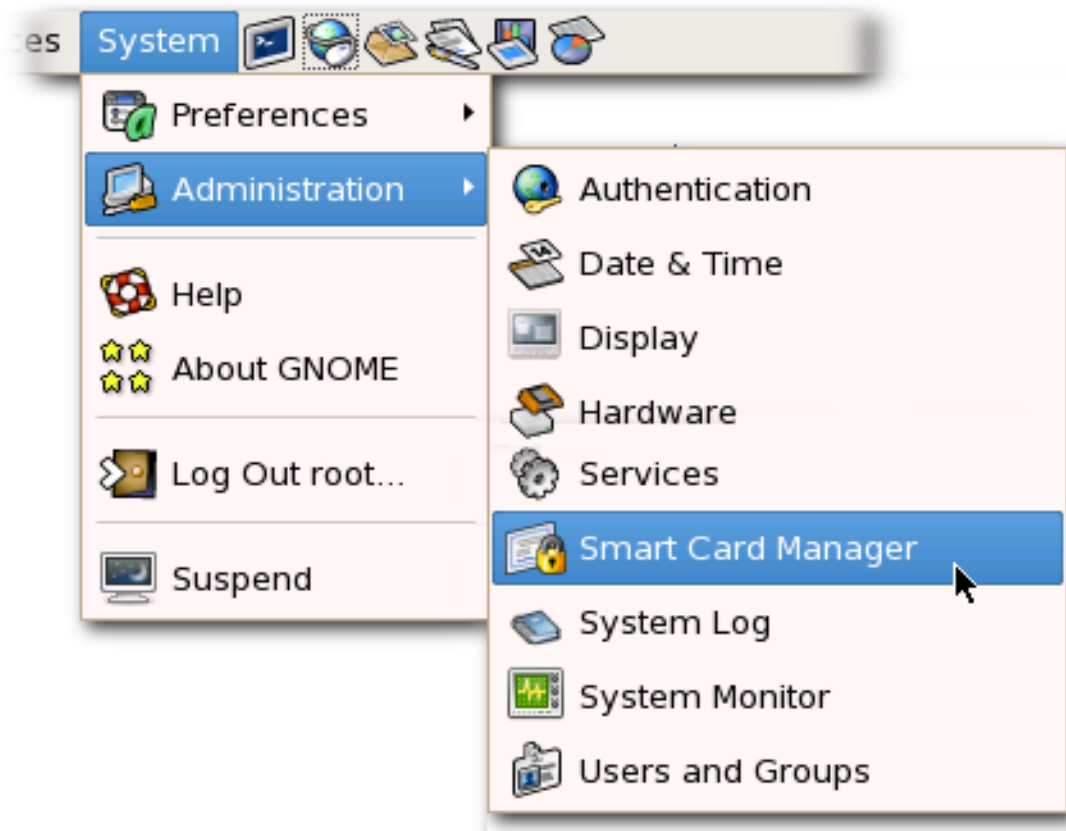 es System
Preferences
Administration
Help
About GNOME
Log Out root...
Suspend
Authentication
Date & Time
Display
Hardware
Services
Smart Card Manager
System Log
System Monitor
Users and Groups